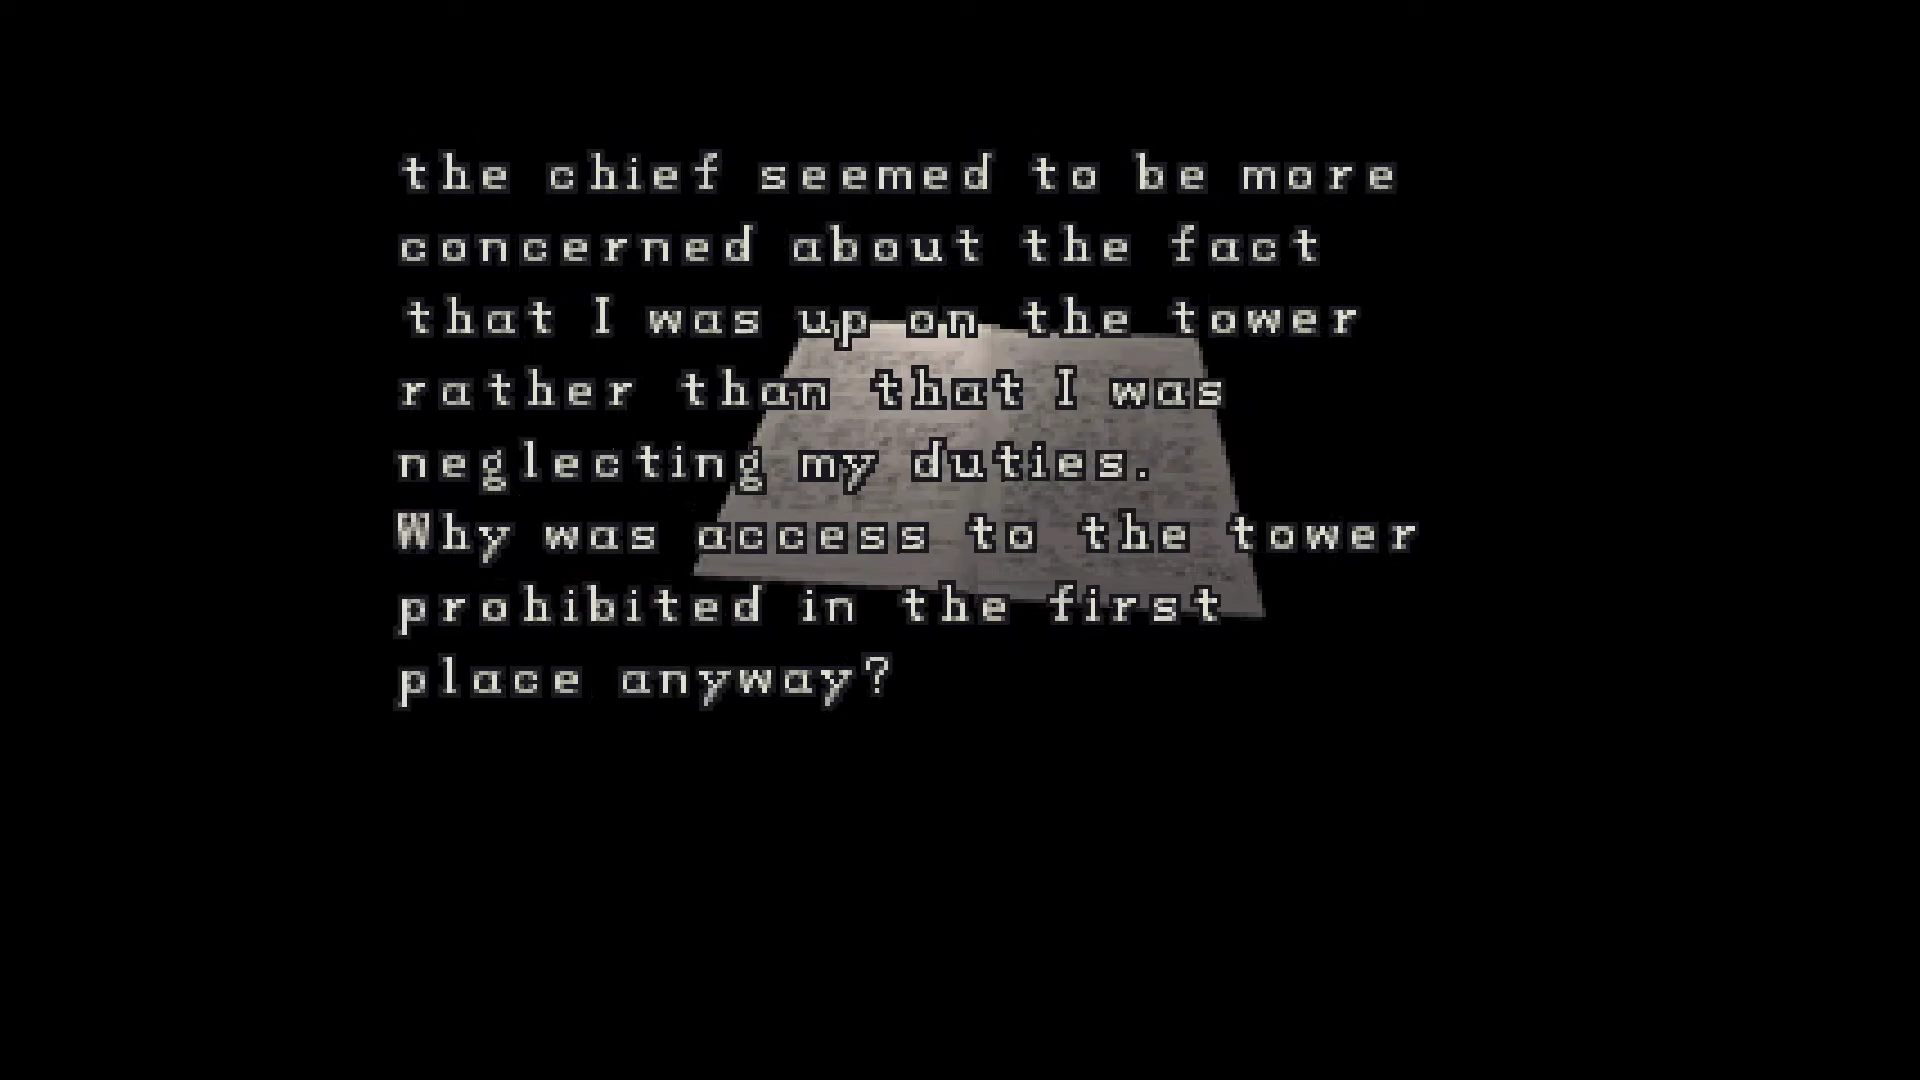 the chief seemed to be more
concerned about the fact
that I was up on the tower
rather than that I was
neglecting my duties.
Why was access to the tower
prohibited in the first
place anyway?